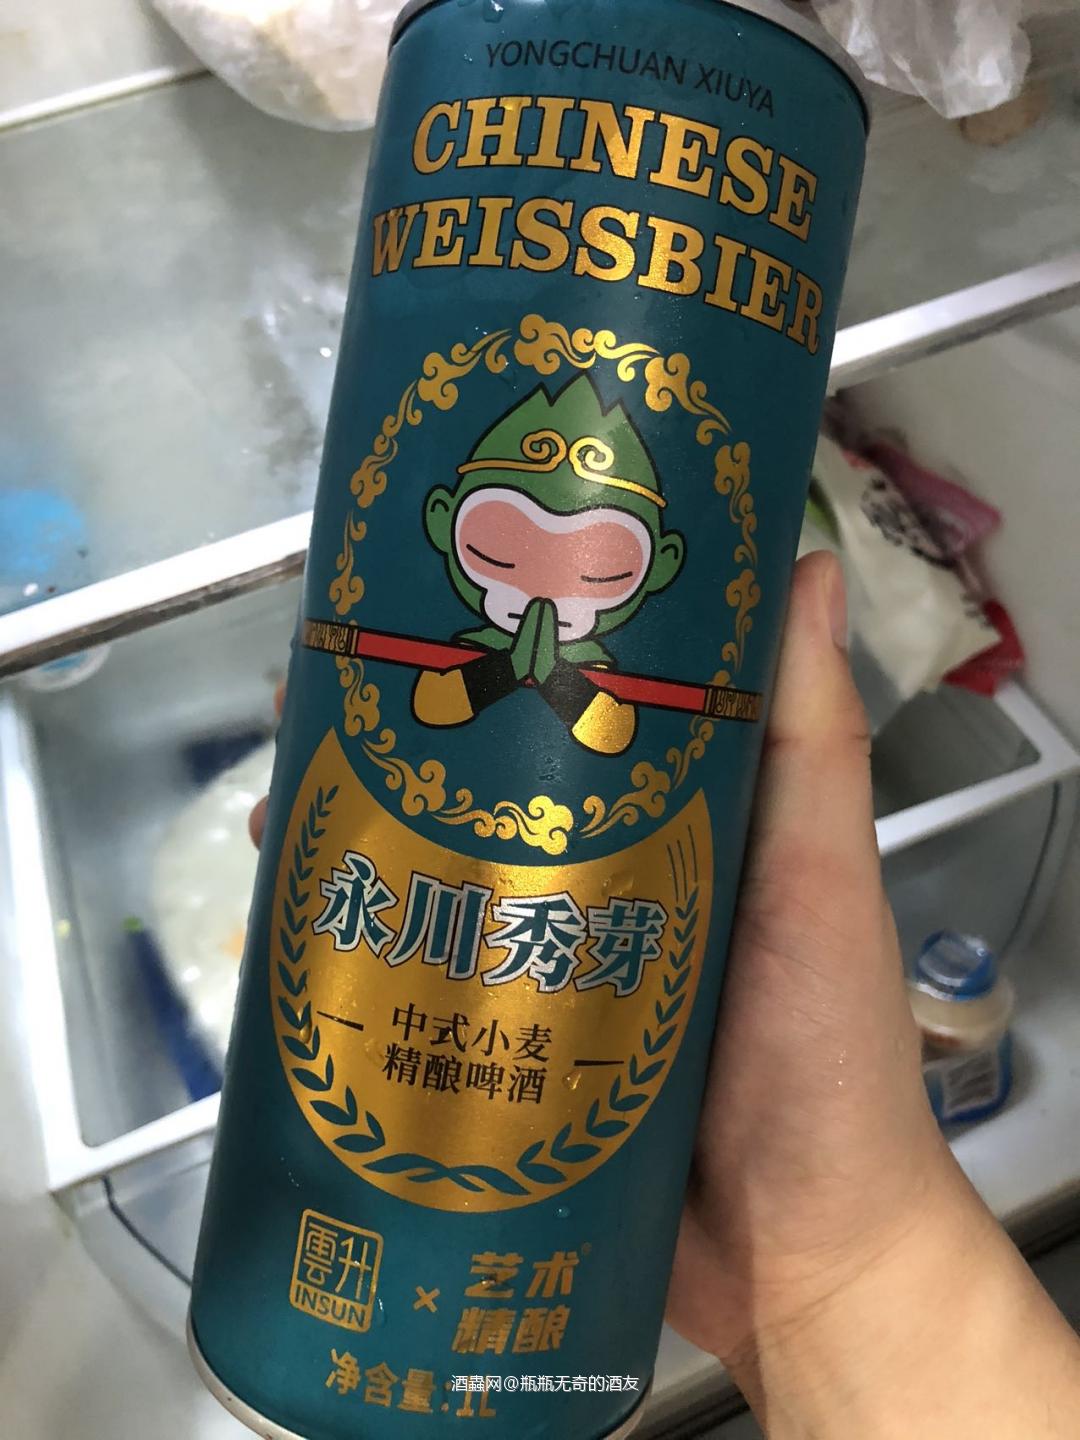 YONGCHUAN XIUYA
CHINESE
WEISSBIER
永川秀芽
中式小麦
精酿啤酒
雲升
INSUN
×
艺术®
精酿
净含量:1L
酒蟲网@瓶瓶无奇的酒友